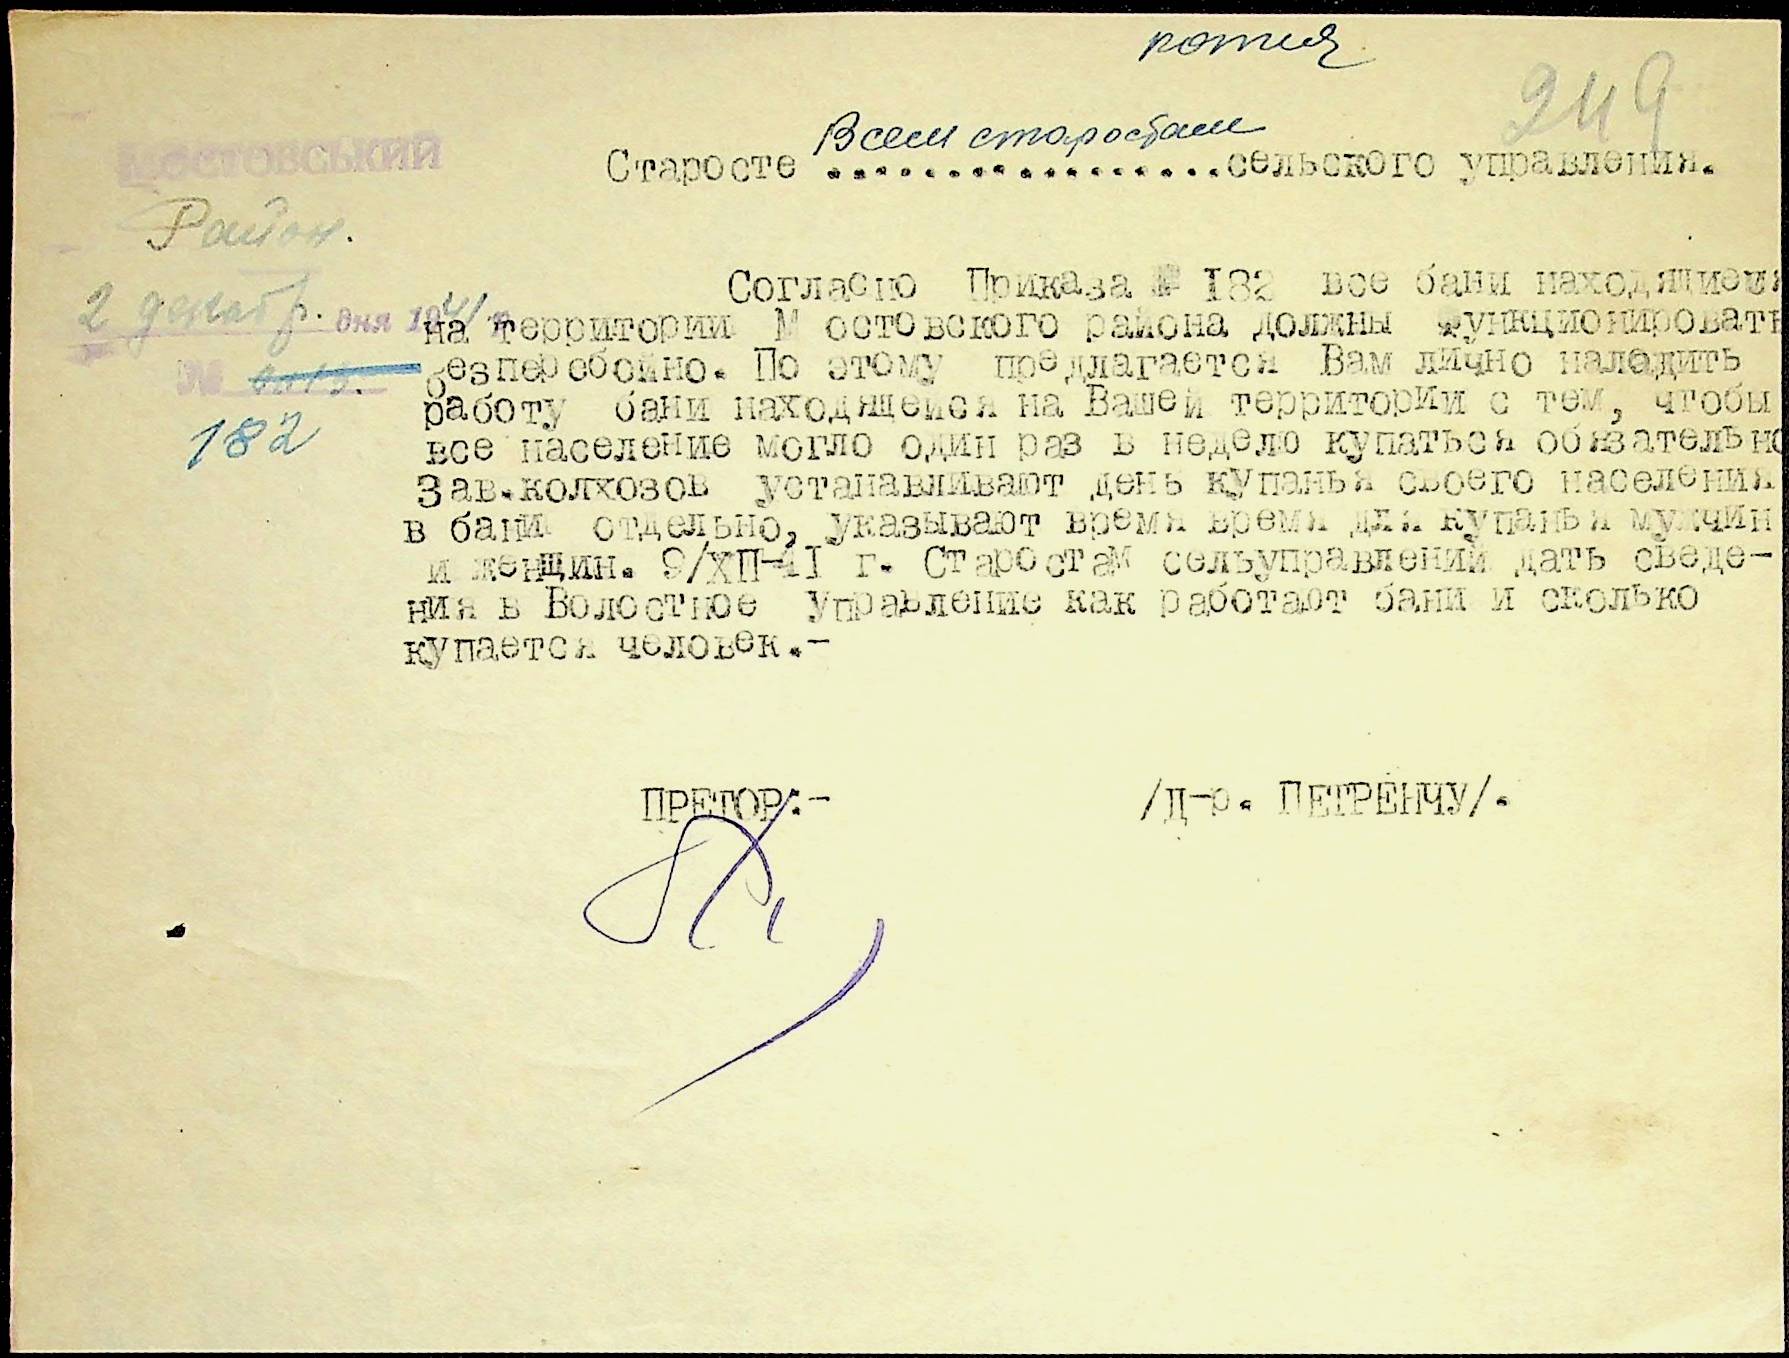 копия
249
Всем старостам
Старосте .................сельского управления.
Мостовський
Район.
2 декабр. дня 1941 р
№
182
Согласно Приказа № 182 все бани находящиеся
на территории М остовского района должны функционировать
безперебойно. По этому предлагается Вам лично наладить
работу бани находящейся на Вашей территории с тем, чтобы
все население могло один раз в неделю купаться обязательно
Зав.колхозов устанавливают день купанья своего населения
в бани отдельно, указывают время время для купанья мужчин
и женщин. 9/ХП-41 г. Старостам сельуправлений дать сведе-
ния в Волостное управление как работают бани и сколько
купается человек.-
ПРЕТОР:- /Д-р. ПЕТРЕНЧУ/.